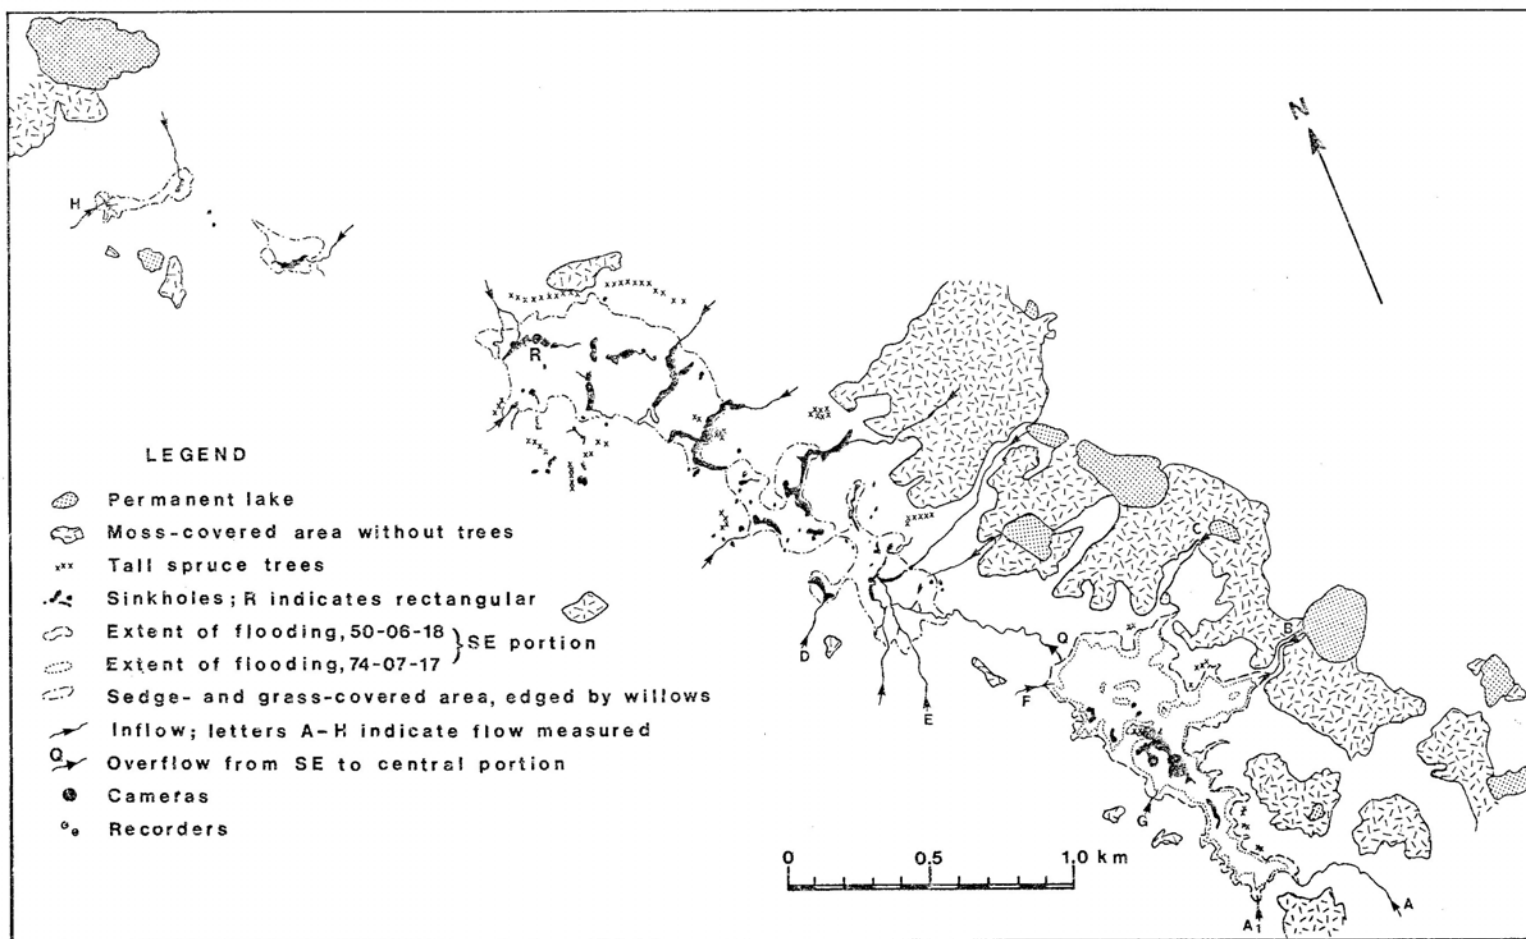 N
H
R
LEGEND
Permanent lake
Moss-covered area without trees
xxx Tall spruce trees
Sinkholes; R indicates rectangular
Extent of flooding, 50-06-18 } SE portion
Extent of flooding, 74-07-17
Sedge- and grass-covered area, edged by willows
Inflow; letters A-H indicate flow measured
Q Overflow from SE to central portion
Cameras
Recorders
C
B
Q
D
F
E
G
A
A1
0 0.5 1.0 km